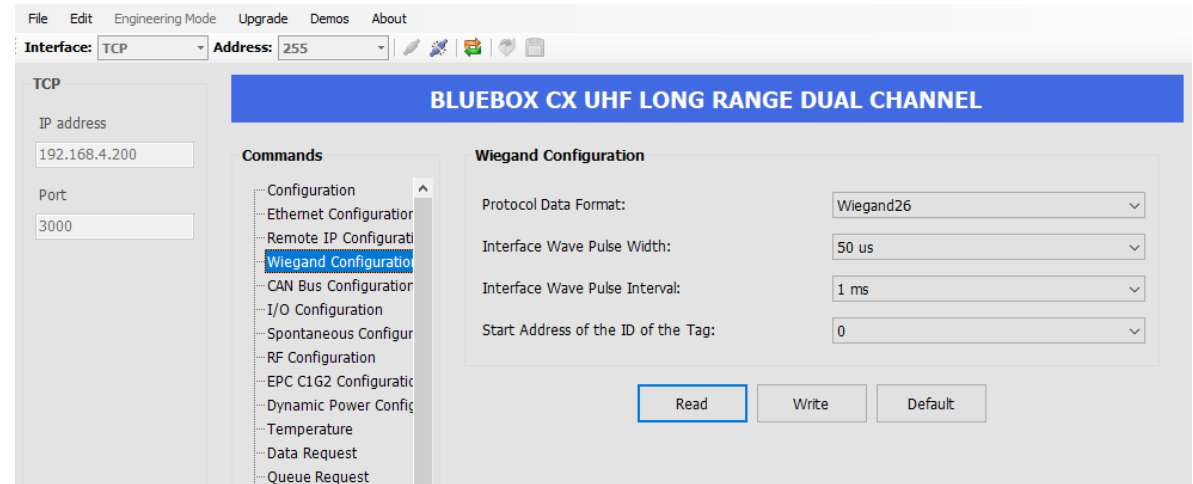 File Edit Engineering Mode Upgrade Demos About
Interface: TCP Address: 255
TCP
IP address
192.168.4.200
Port
3000
BLUEBOX CX UHF LONG RANGE DUAL CHANNEL
Commands
Configuration
Ethernet Configuration
Remote IP Configurati
Wiegand Configuration
CAN Bus Configuration
I/O Configuration
Spontaneous Configur
RF Configuration
EPC C1G2 Configuratic
Dynamic Power Config
Temperature
Data Request
Queue Request
Wiegand Configuration
Protocol Data Format: Wiegand26
Interface Wave Pulse Width: 50 us
Interface Wave Pulse Interval: 1 ms
Start Address of the ID of the Tag: 0
Read Write Default